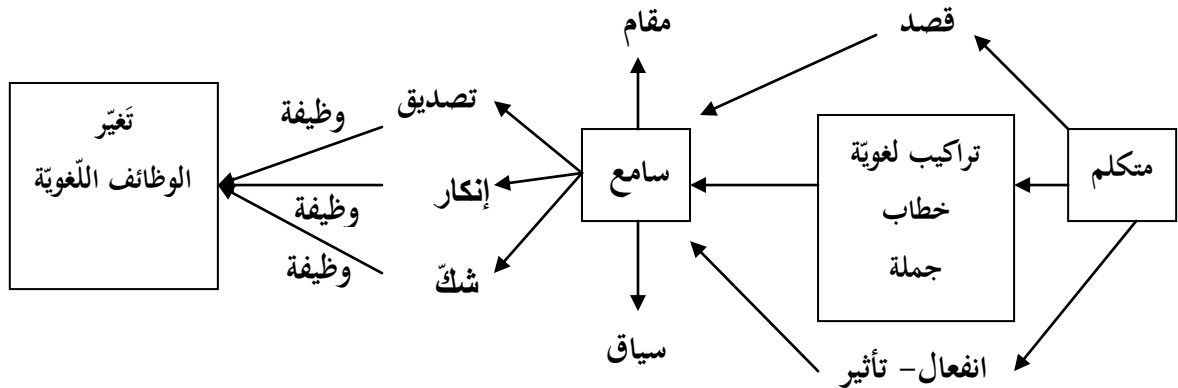 قصد
مقام
متكلم
تراكيب لغويّة
خطاب
جملة
سامع
انفعال- تأثير
سياق
تصديق
إنكار
شكّ
وظيفة
وظيفة
وظيفة
تَغيّر
الوظائف اللّغويّة